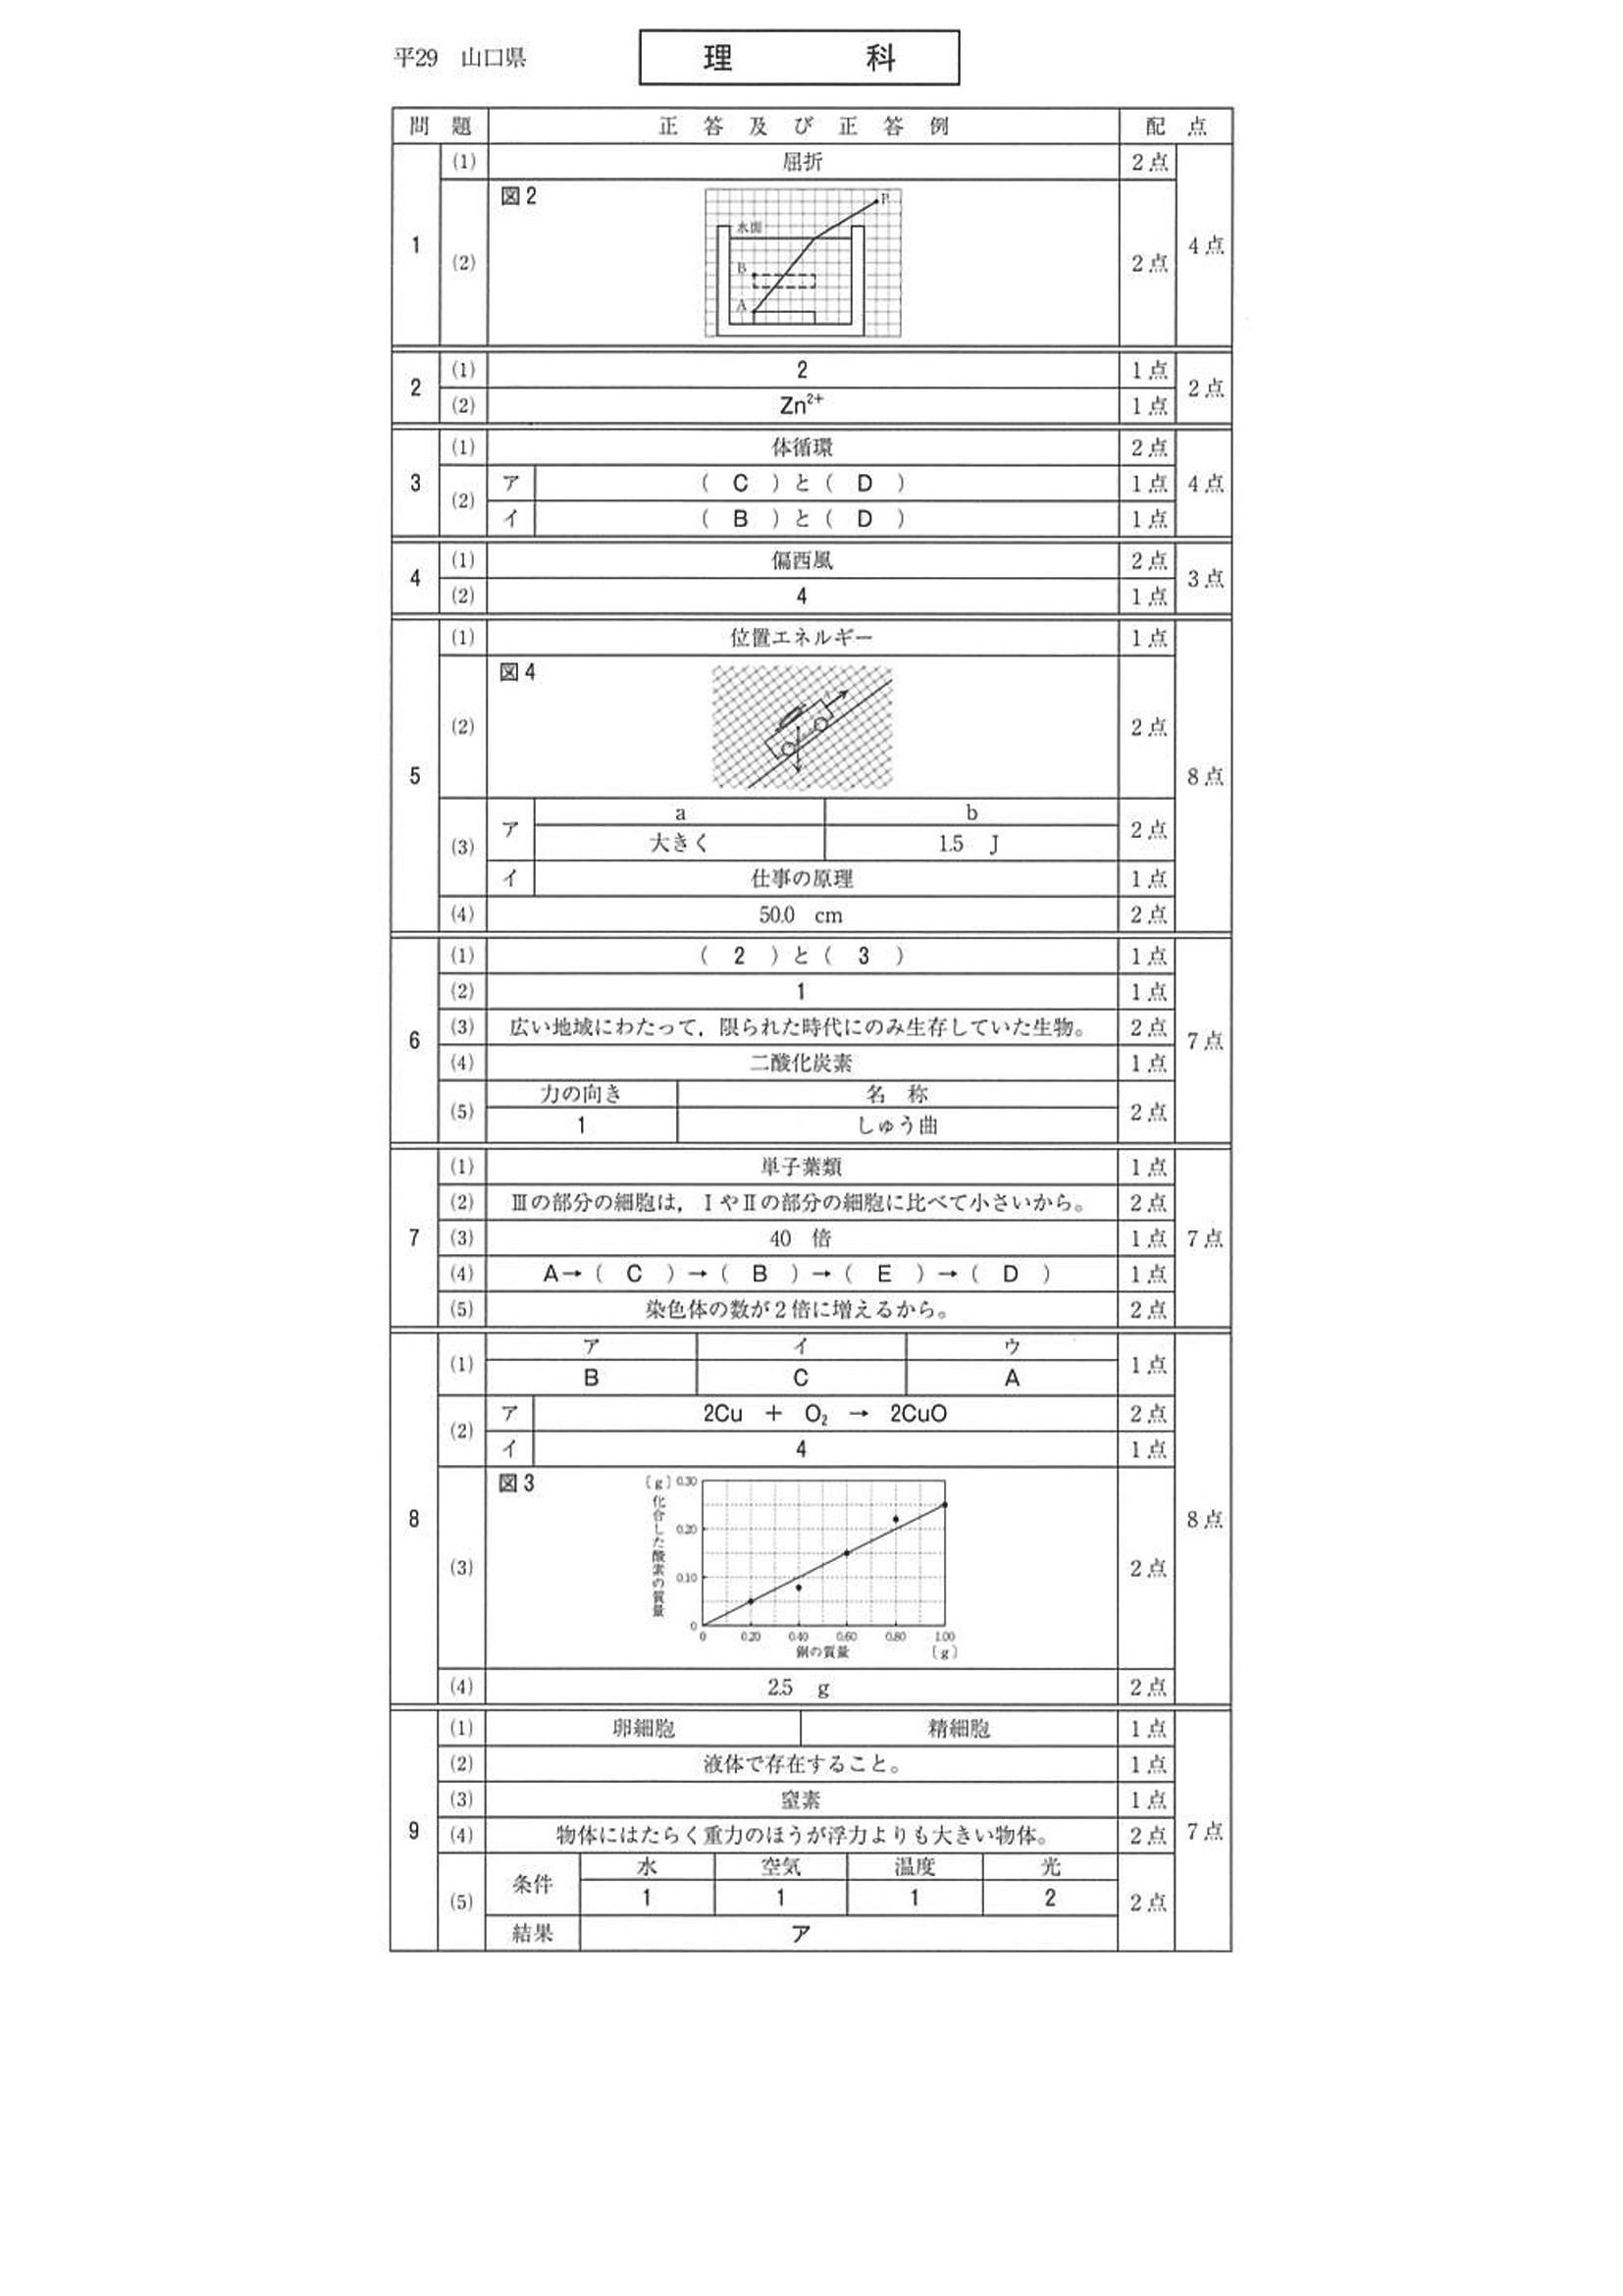 平29 山口県
理 科
問 題 正 答 及 び 正 答 例 配 点
1 (1) 屈折 2点 4点
(2) 図2 2点
P
水面
B
A
2 (1) 2 1点 2点
(2) Zn²⁺ 1点
3 (1) 体循環 2点 4点
(2) ア ( C )と( D ) 1点
イ ( B )と( D ) 1点
4 (1) 偏西風 2点 3点
(2) 4 1点
5 (1) 位置エネルギー 1点 8点
(2) 図4 2点
(3) ア a b 2点
大きく 1.5 J
イ 仕事の原理 1点
(4) 50.0 cm 2点
6 (1) ( 2 )と( 3 ) 1点 7点
(2) 1 1点
(3) 広い地域にわたって,限られた時代にのみ生存していた生物。 2点
(4) 二酸化炭素 1点
(5) 力の向き 名 称 2点
1 しゅう曲
7 (1) 単子葉類 1点 7点
(2) Ⅲの部分の細胞は,ⅠやⅡの部分の細胞に比べて小さいから。 2点
(3) 40 倍 1点
(4) A→( C )→( B )→( E )→( D ) 1点
(5) 染色体の数が2倍に増えるから。 2点
8 (1) ア イ ウ 1点 8点
B C A
(2) ア 2Cu + O₂ → 2CuO 2点
イ 4 1点
(3) 図3 2点
〔g〕 0.30
化合した酸素の質量
0.20
0.10
0
0 0.20 0.40 0.60 0.80 1.00
銅の質量 〔g〕
(4) 2.5 g 2点
9 (1) 卵細胞 精細胞 1点 7点
(2) 液体で存在すること。 1点
(3) 窒素 1点
(4) 物体にはたらく重力のほうが浮力よりも大きい物体。 2点
(5) 条件 水 空気 温度 光 2点
1 1 1 2
結果 ア